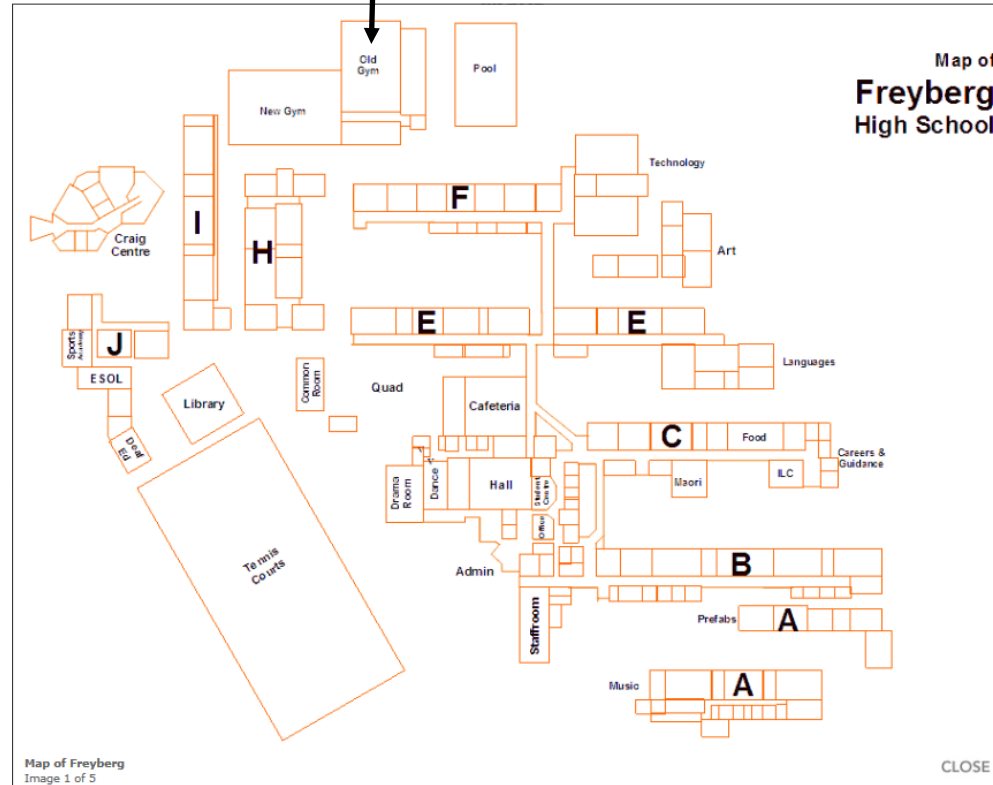 Map of
Freyberg
High School
Old
Gym
Pool
New Gym
Technology
F
I
Craig
Centre
H
Art
E
E
Sports
Academy
J
ESOL
Languages
Common
Room
Quad
Library
Cafeteria
C
Food
Careers &
Guidance
Deaf
Ed
Drama
Room
Dance
Hall
Student
Centre
Maori
ILC
Office
Tennis
Courts
Admin
B
Staffroom
Prefabs
A
Music
A
Map of Freyberg
Image 1 of 5
CLOSE